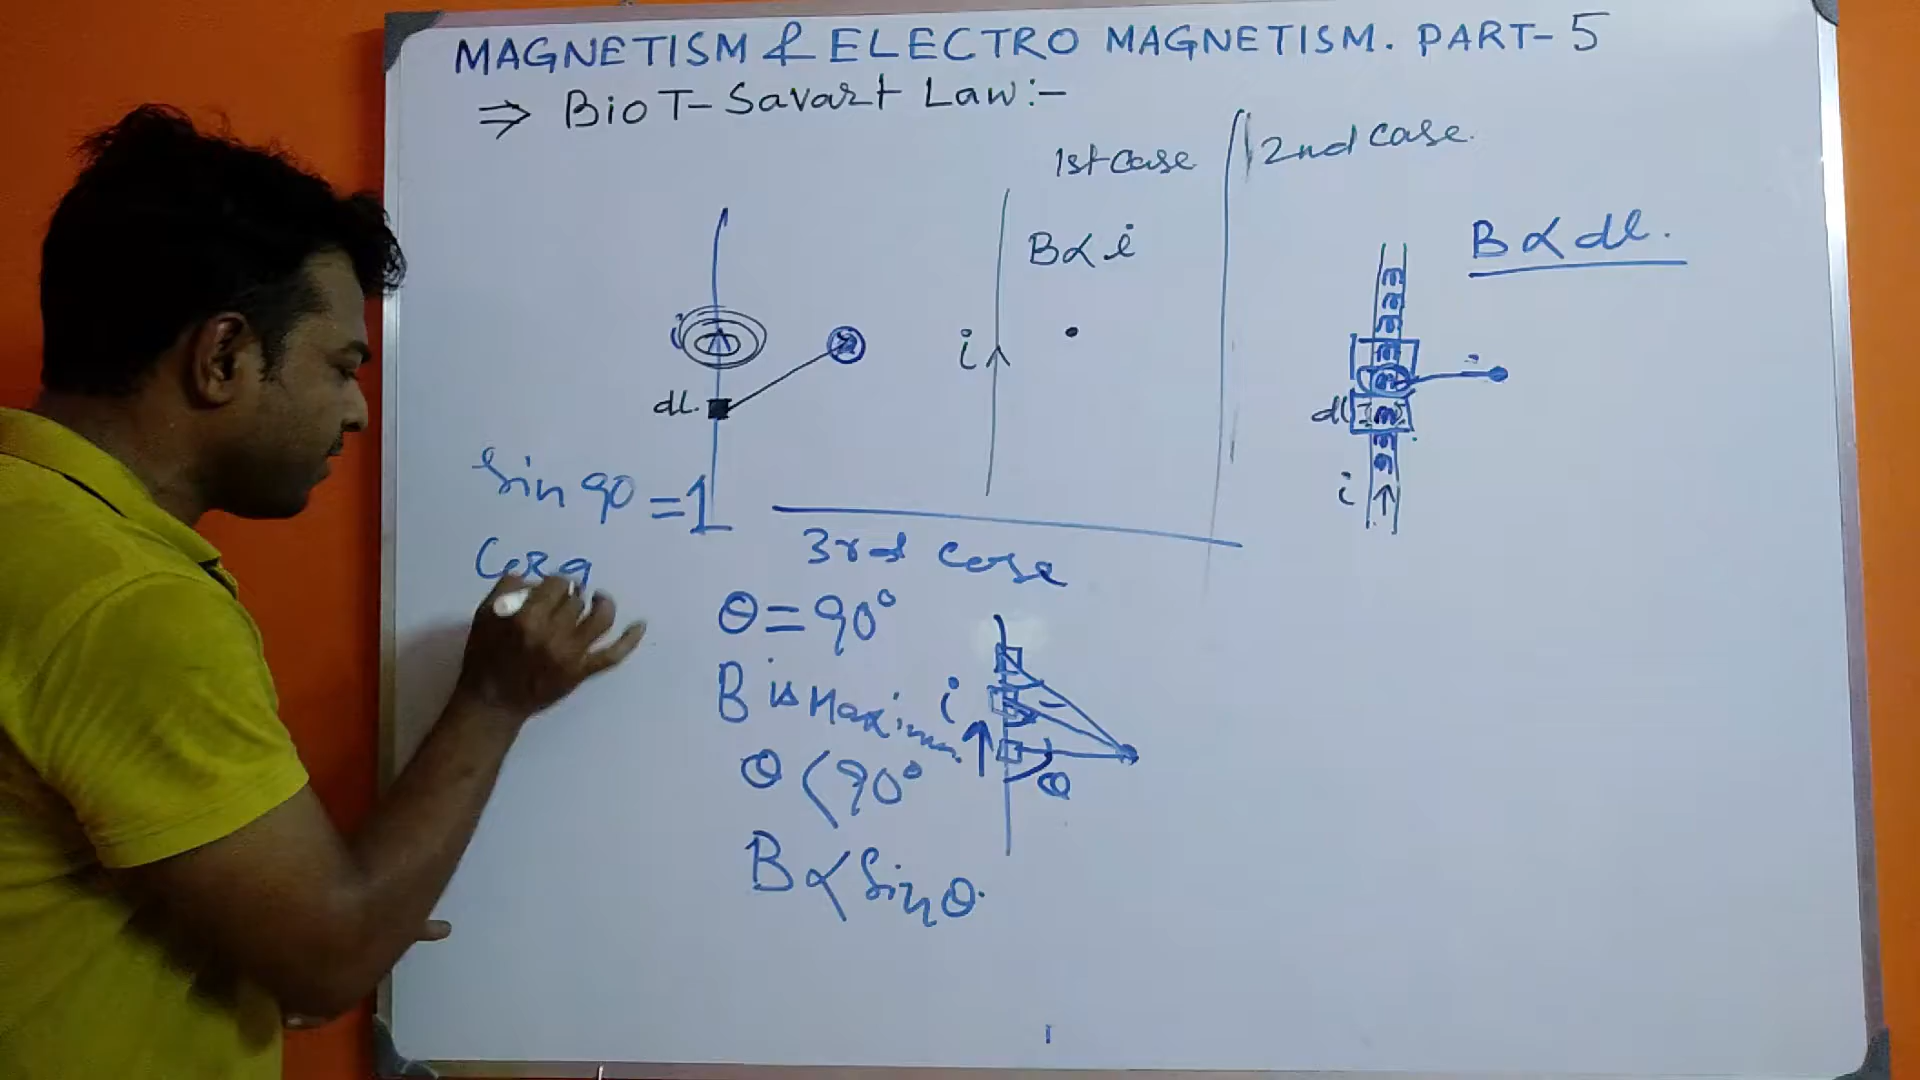 MAGNETISM & ELECTRO MAGNETISM. PART-5
⇒ BioT-Savart Law:-
1st Case
2nd Case.
B∝i
B∝dl.
i
dl.
i
dl
i
Sin 90 = 1
Cos 9
3rd Case
θ = 90°
B is Maximum.
i
θ
θ < 90°
B ∝ Sin θ.